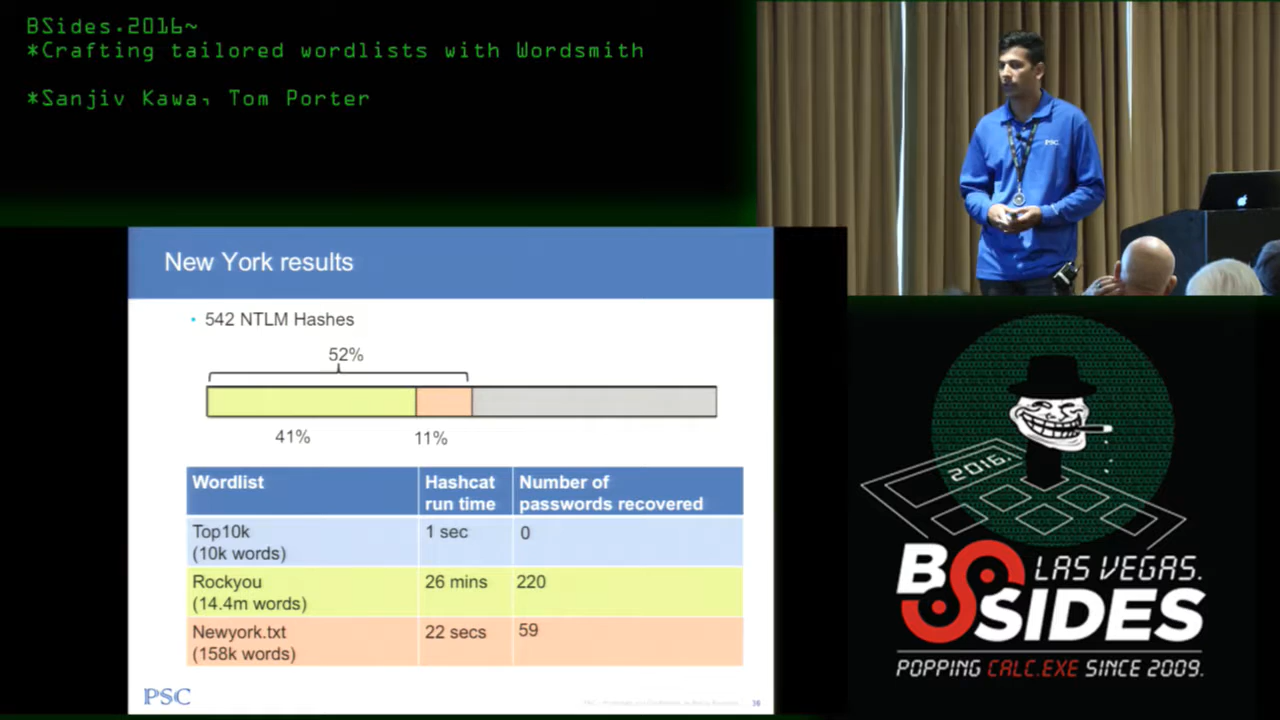 BSides.2016~
*Crafting tailored wordlists with Wordsmith
*Sanjiv Kawa, Tom Porter
PSC
New York results
• 542 NTLM Hashes
52%
41%
11%
Wordlist
Hashcat run time
Number of passwords recovered
Top10k
(10k words)
1 sec
0
Rockyou
(14.4m words)
26 mins
220
Newyork.txt
(158k words)
22 secs
59
PSC
36
2016.
BSIDES
LAS VEGAS.
POPPING CALC.EXE SINCE 2009.